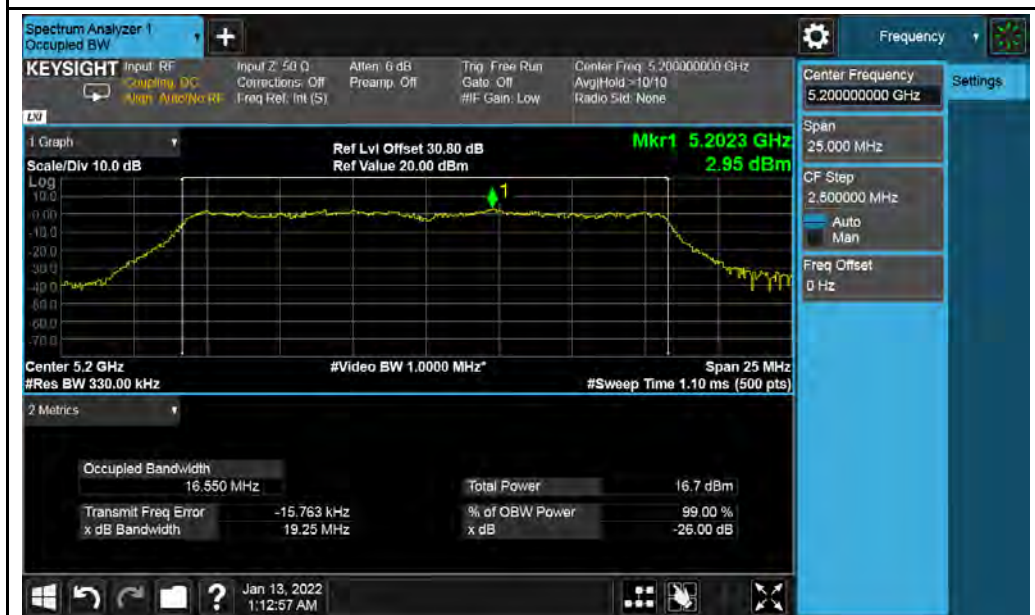 Spectrum Analyzer 1
Occupied BW
Frequency
KEYSIGHT
Input: RF
Coupling: DC
Align: Auto/No RF
Input Z: 50 Ω
Corrections: Off
Freq Ref: Int (S)
Atten: 6 dB
Preamp: Off
Trig: Free Run
Gate: Off
#IF Gain: Low
Center Freq: 5.200000000 GHz
Avg|Hold:>10/10
Radio Std: None
LXI
Center Frequency
5.200000000 GHz
Settings
Span
25.000 MHz
CF Step
2.500000 MHz
Auto
Man
Freq Offset
0 Hz
1 Graph
Scale/Div 10.0 dB
Ref Lvl Offset 30.80 dB
Ref Value 20.00 dBm
Mkr1 5.2023 GHz
2.95 dBm
Log
10.0
0.00
-10.0
-20.0
-30.0
-40.0
-50.0
-60.0
-70.0
1
Center 5.2 GHz
#Video BW 1.0000 MHz*
Span 25 MHz
#Res BW 330.00 kHz
#Sweep Time 1.10 ms (500 pts)
2 Metrics
Occupied Bandwidth
16.550 MHz
Total Power 16.7 dBm
Transmit Freq Error -15.763 kHz
% of OBW Power 99.00 %
x dB Bandwidth 19.25 MHz
x dB -26.00 dB
?
Jan 13, 2022
1:12:57 AM